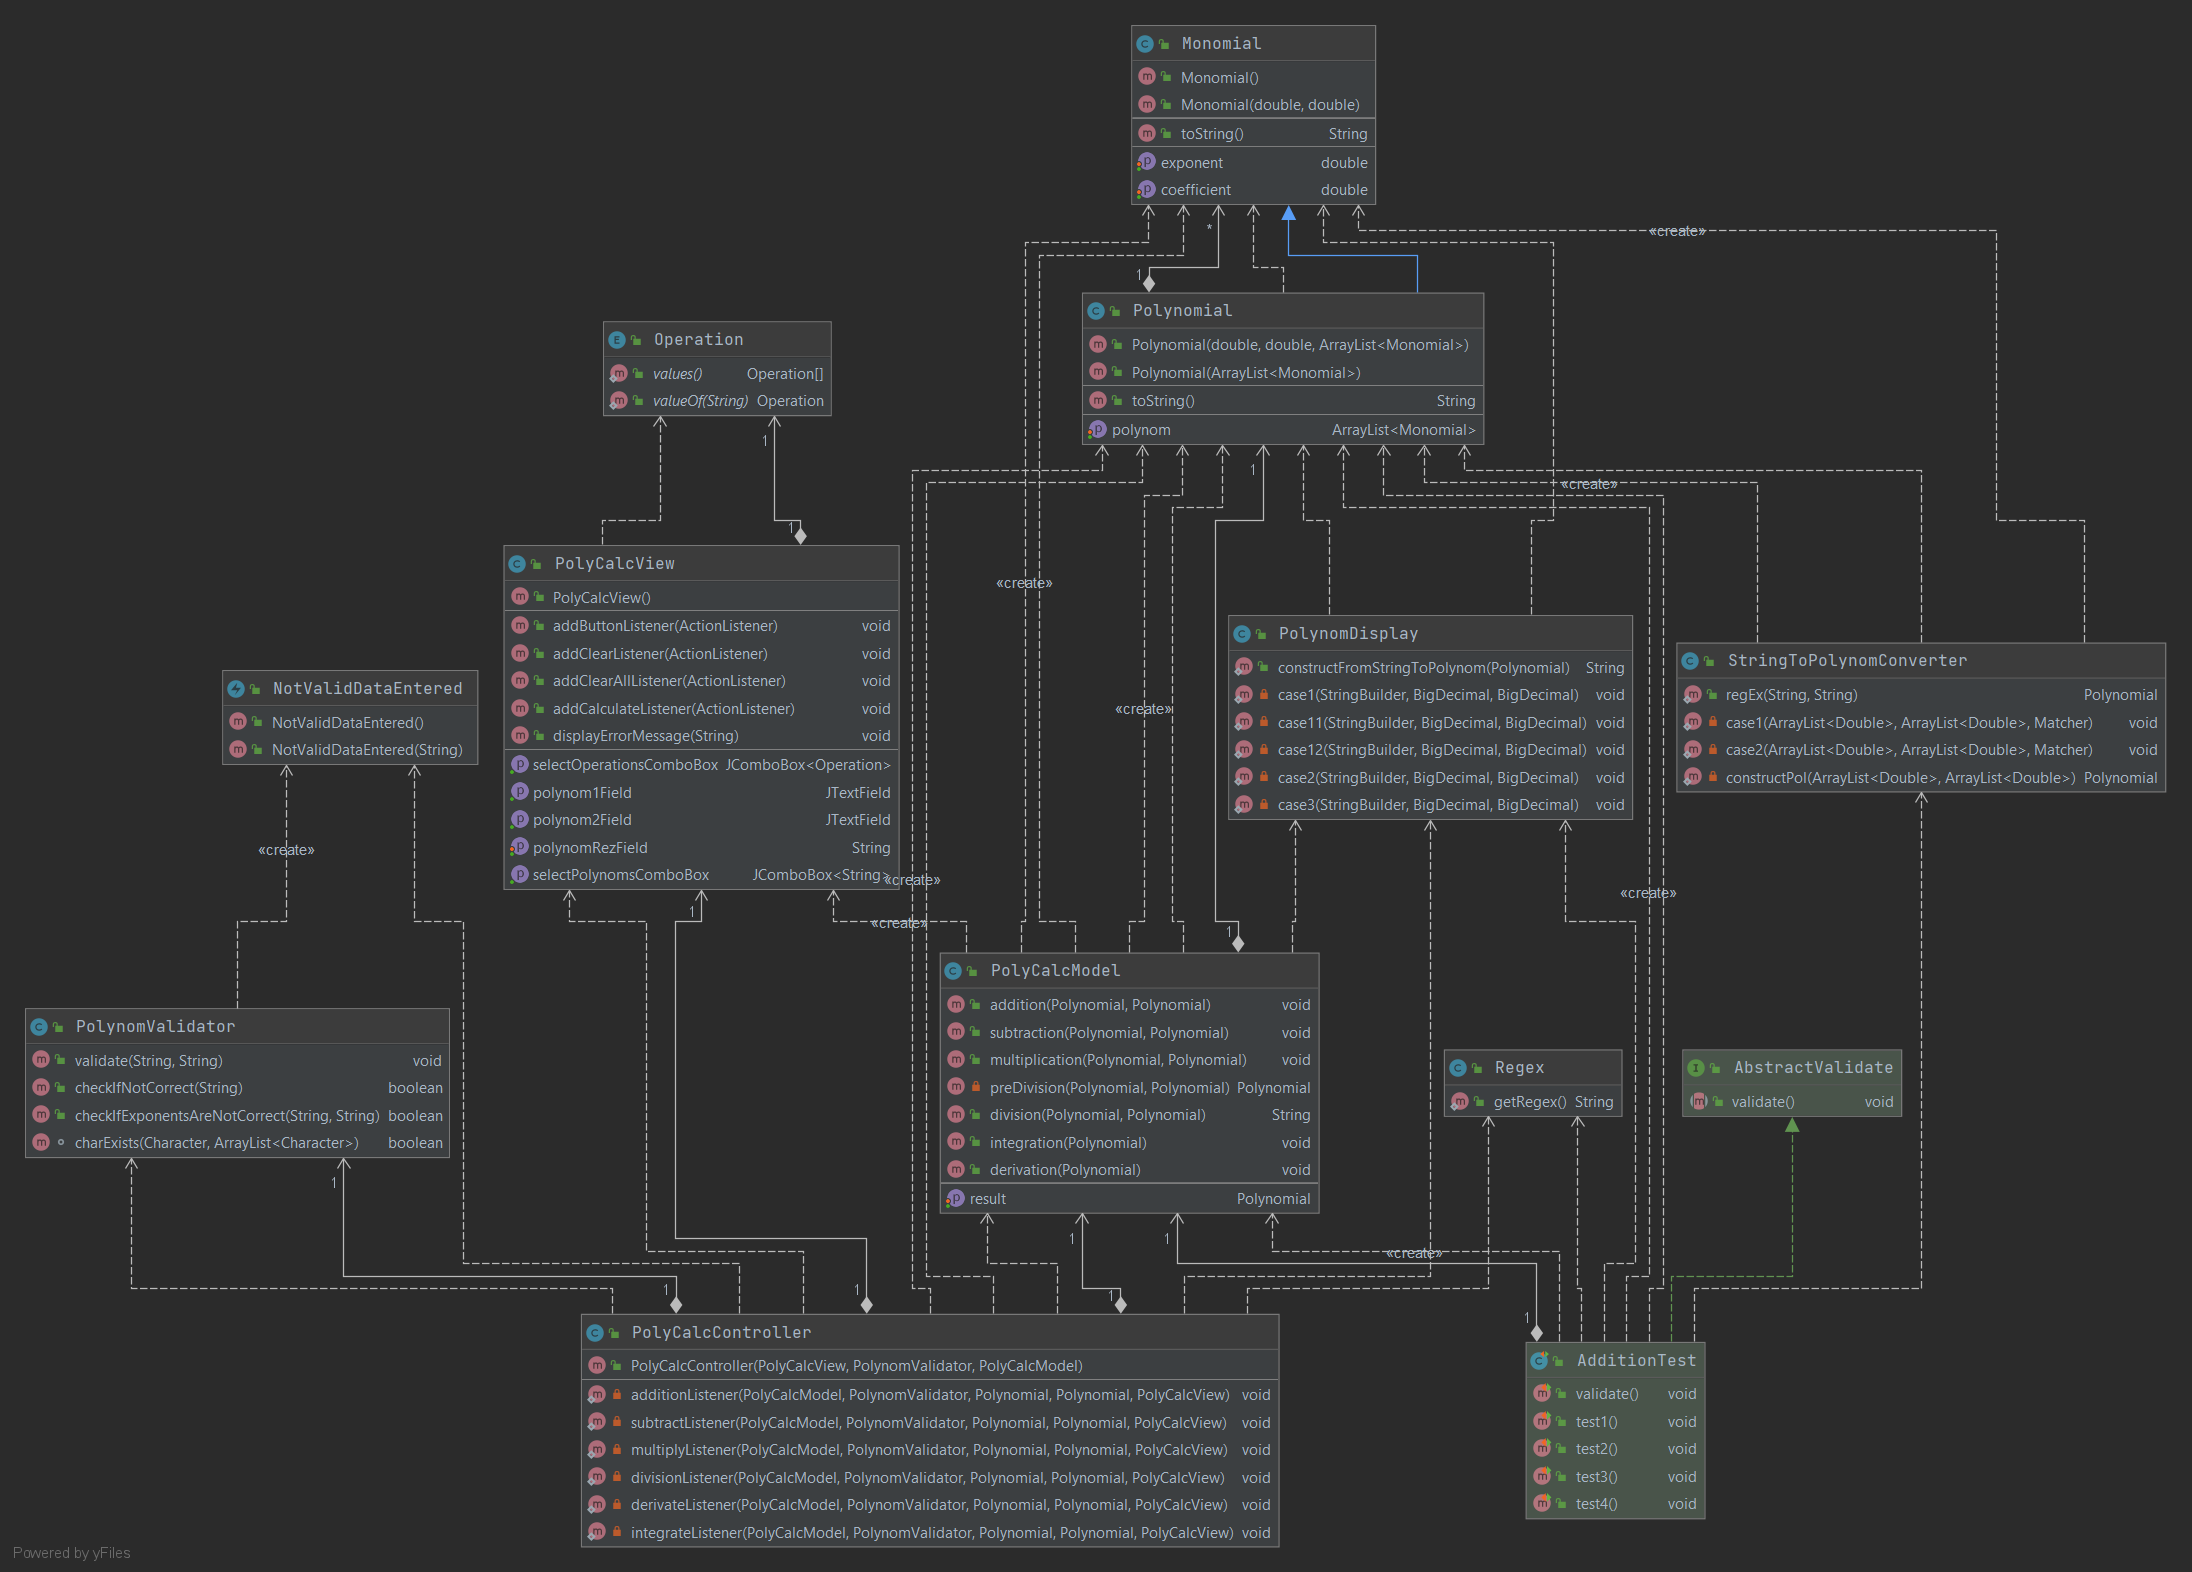 Monomial
Monomial()
Monomial(double, double)
toString() String
exponent double
coefficient double
*
«create»
1
Polynomial
Polynomial(double, double, ArrayList<Monomial>)
Polynomial(ArrayList<Monomial>)
toString() String
polynom ArrayList<Monomial>
Operation
values() Operation[]
valueOf(String) Operation
1
1
1
«create»
PolyCalcView
PolyCalcView()
addButtonListener(ActionListener) void
addClearListener(ActionListener) void
addClearAllListener(ActionListener) void
addCalculateListener(ActionListener) void
displayErrorMessage(String) void
selectOperationsComboBox JComboBox<Operation>
polynom1Field JTextField
polynom2Field JTextField
polynomRezField String
selectPolynomsComboBox JComboBox<String>
«create»
«create»
«create»
«create»
PolynomDisplay
constructFromStringToPolynom(Polynomial) String
case1(StringBuilder, BigDecimal, BigDecimal) void
case11(StringBuilder, BigDecimal, BigDecimal) void
case12(StringBuilder, BigDecimal, BigDecimal) void
case2(StringBuilder, BigDecimal, BigDecimal) void
case3(StringBuilder, BigDecimal, BigDecimal) void
StringToPolynomConverter
regEx(String, String) Polynomial
case1(ArrayList<Double>, ArrayList<Double>, Matcher) void
case2(ArrayList<Double>, ArrayList<Double>, Matcher) void
constructPol(ArrayList<Double>, ArrayList<Double>) Polynomial
NotValidDataEntered
NotValidDataEntered()
NotValidDataEntered(String)
«create»
«create»
1
1
PolyCalcModel
addition(Polynomial, Polynomial) void
subtraction(Polynomial, Polynomial) void
multiplication(Polynomial, Polynomial) void
preDivision(Polynomial, Polynomial) Polynomial
division(Polynomial, Polynomial) String
integration(Polynomial) void
derivation(Polynomial) void
result Polynomial
PolynomValidator
validate(String, String) void
checkIfNotCorrect(String) boolean
checkIfExponentsAreNotCorrect(String, String) boolean
charExists(Character, ArrayList<Character>) boolean
Regex
getRegex() String
AbstractValidate
validate() void
1
1
1
«create»
1
1
1
1
PolyCalcController
PolyCalcController(PolyCalcView, PolynomValidator, PolyCalcModel)
additionListener(PolyCalcModel, PolynomValidator, Polynomial, Polynomial, PolyCalcView) void
subtractListener(PolyCalcModel, PolynomValidator, Polynomial, Polynomial, PolyCalcView) void
multiplyListener(PolyCalcModel, PolynomValidator, Polynomial, Polynomial, PolyCalcView) void
divisionListener(PolyCalcModel, PolynomValidator, Polynomial, Polynomial, PolyCalcView) void
derivateListener(PolyCalcModel, PolynomValidator, Polynomial, Polynomial, PolyCalcView) void
integrateListener(PolyCalcModel, PolynomValidator, Polynomial, Polynomial, PolyCalcView) void
AdditionTest
validate() void
test1() void
test2() void
test3() void
test4() void
Powered by yFiles